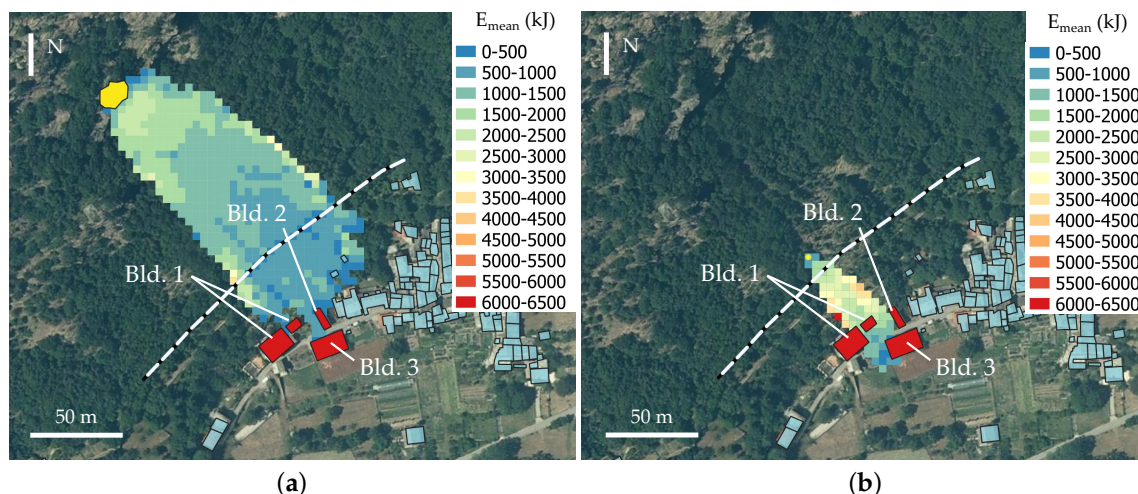 E_mean (kJ)
N
0-500
500-1000
1000-1500
1500-2000
2000-2500
2500-3000
3000-3500
3500-4000
4000-4500
4500-5000
5000-5500
5500-6000
6000-6500
Bld. 2
Bld. 1
Bld. 3
50 m
(a)
E_mean (kJ)
N
0-500
500-1000
1000-1500
1500-2000
2000-2500
2500-3000
3000-3500
3500-4000
4000-4500
4500-5000
5000-5500
5500-6000
6000-6500
Bld. 2
Bld. 1
Bld. 3
50 m
(b)